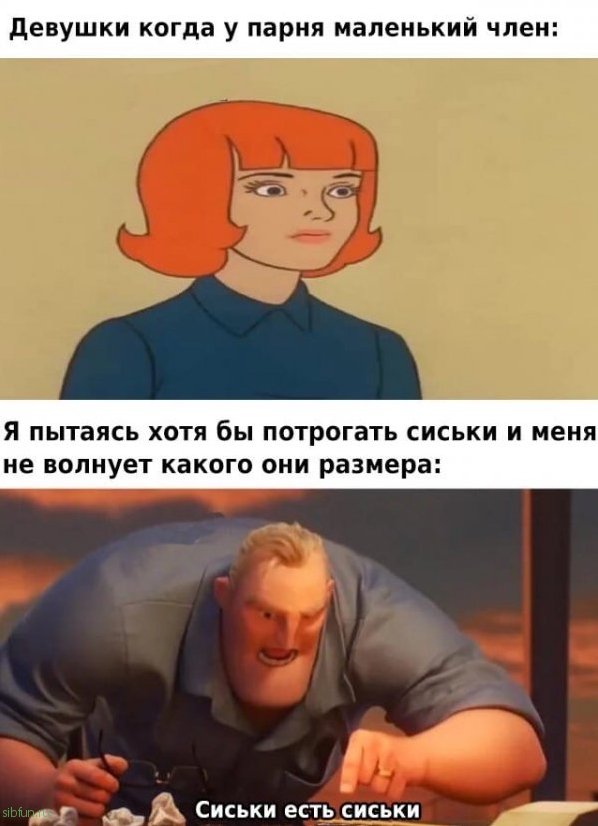 Девушки когда у парня маленький член:
Я пытаясь хотя бы потрогать сиськи и меня
не волнует какого они размера:
Сиськи есть сиськи